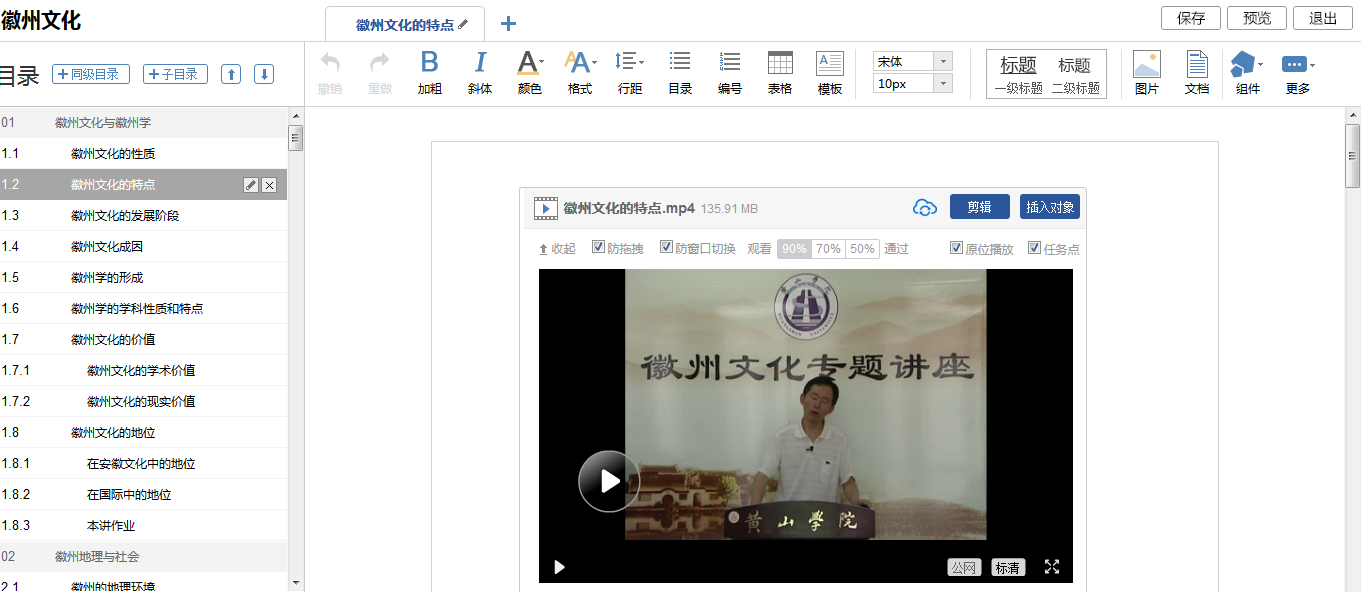 徽州文化
徽州文化的特点
保存 预览 退出
目录 +同级目录 +子目录
撤销 重做 加粗 斜体 颜色 格式 行距 目录 编号 表格 模板
宋体
10px
标题 标题
一级标题 二级标题
图片 文档 组件 更多
01 徽州文化与徽州学
1.1 徽州文化的性质
1.2 徽州文化的特点
1.3 徽州文化的发展阶段
1.4 徽州文化成因
1.5 徽州学的形成
1.6 徽州学的学科性质和特点
1.7 徽州文化的价值
1.7.1 徽州文化的学术价值
1.7.2 徽州文化的现实价值
1.8 徽州文化的地位
1.8.1 在安徽文化中的地位
1.8.2 在国际中的地位
1.8.3 本讲作业
02 徽州地理与社会
2.1 徽州的地理环境
徽州文化的特点.mp4 135.91 MB 剪辑 插入对象
收起 防拖拽 防窗口切换 观看 90% 70% 50% 通过 原位播放 任务点
徽州文化专题讲座
黄山學院
公网 标清